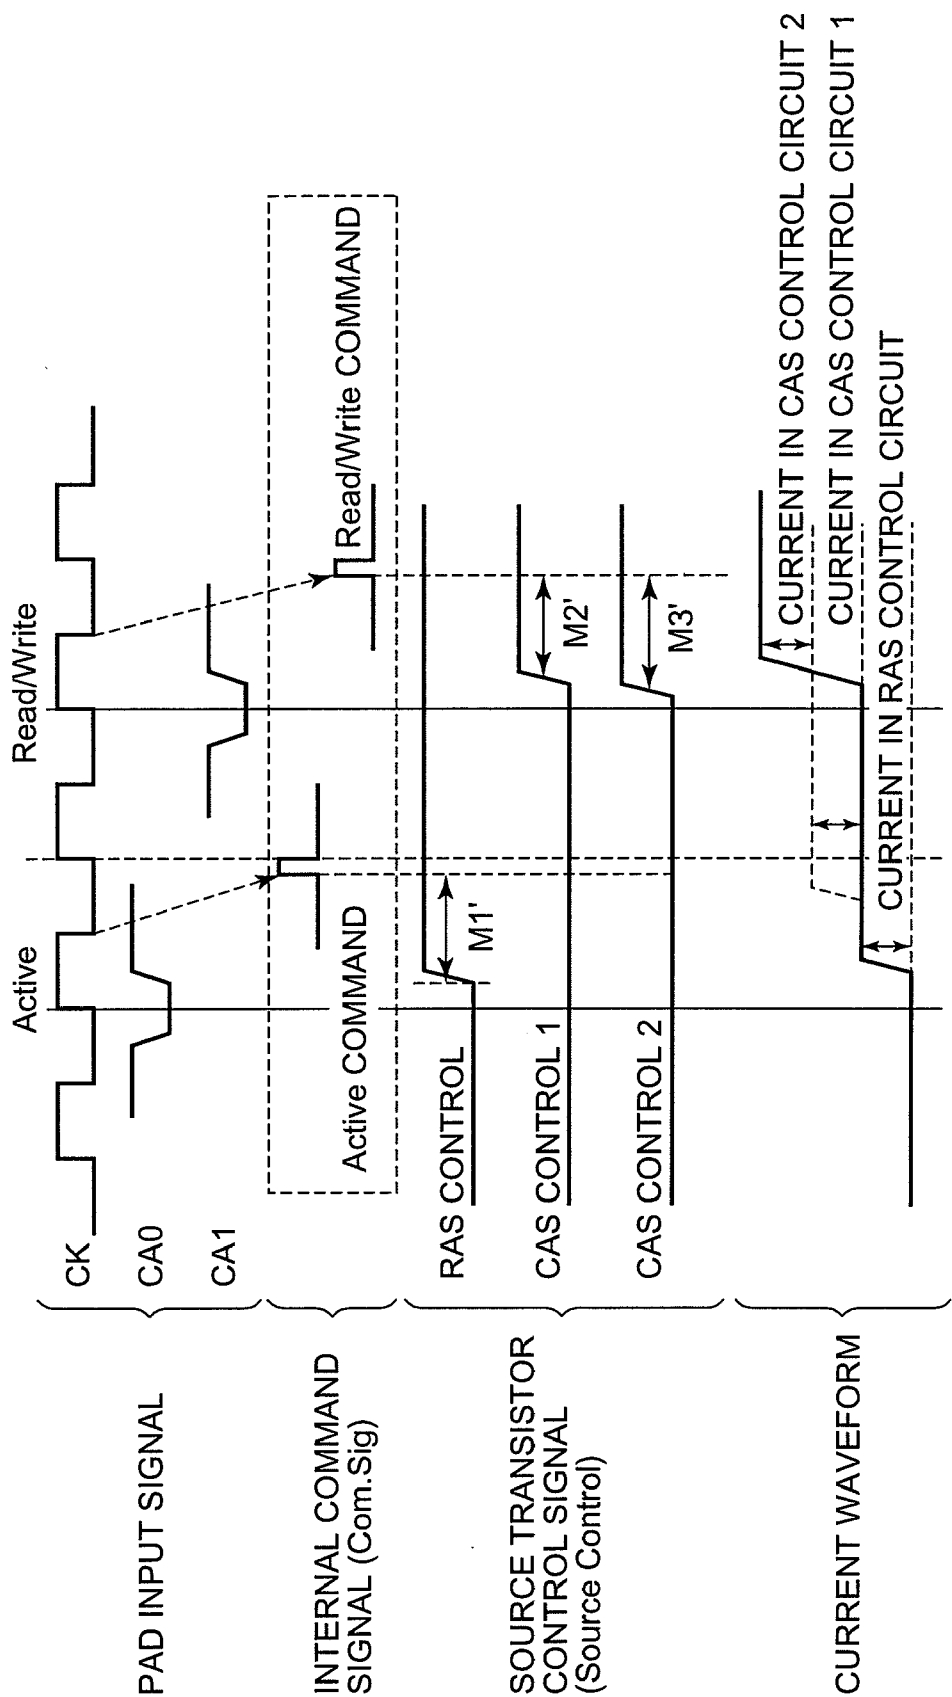 Active
Read/Write
PAD INPUT SIGNAL
CK
CA0
CA1
INTERNAL COMMAND
SIGNAL (Com.Sig)
Active COMMAND
Read/Write COMMAND
SOURCE TRANSISTOR
CONTROL SIGNAL
(Source Control)
RAS CONTROL
M1'
CAS CONTROL 1
M2'
CAS CONTROL 2
M3'
CURRENT WAVEFORM
CURRENT IN CAS CONTROL CIRCUIT 2
CURRENT IN CAS CONTROL CIRCUIT 1
CURRENT IN RAS CONTROL CIRCUIT